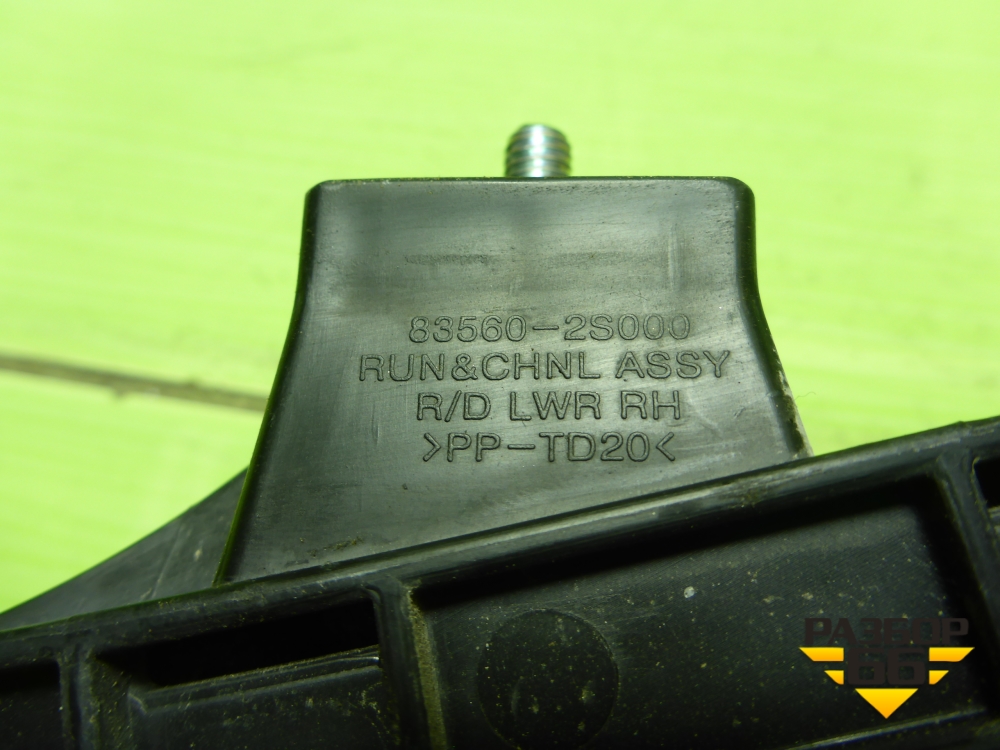 83560-2S000
RUN&CHNL ASSY
R/D LWR RH
>PP-TD20<
РАЗБОР
66